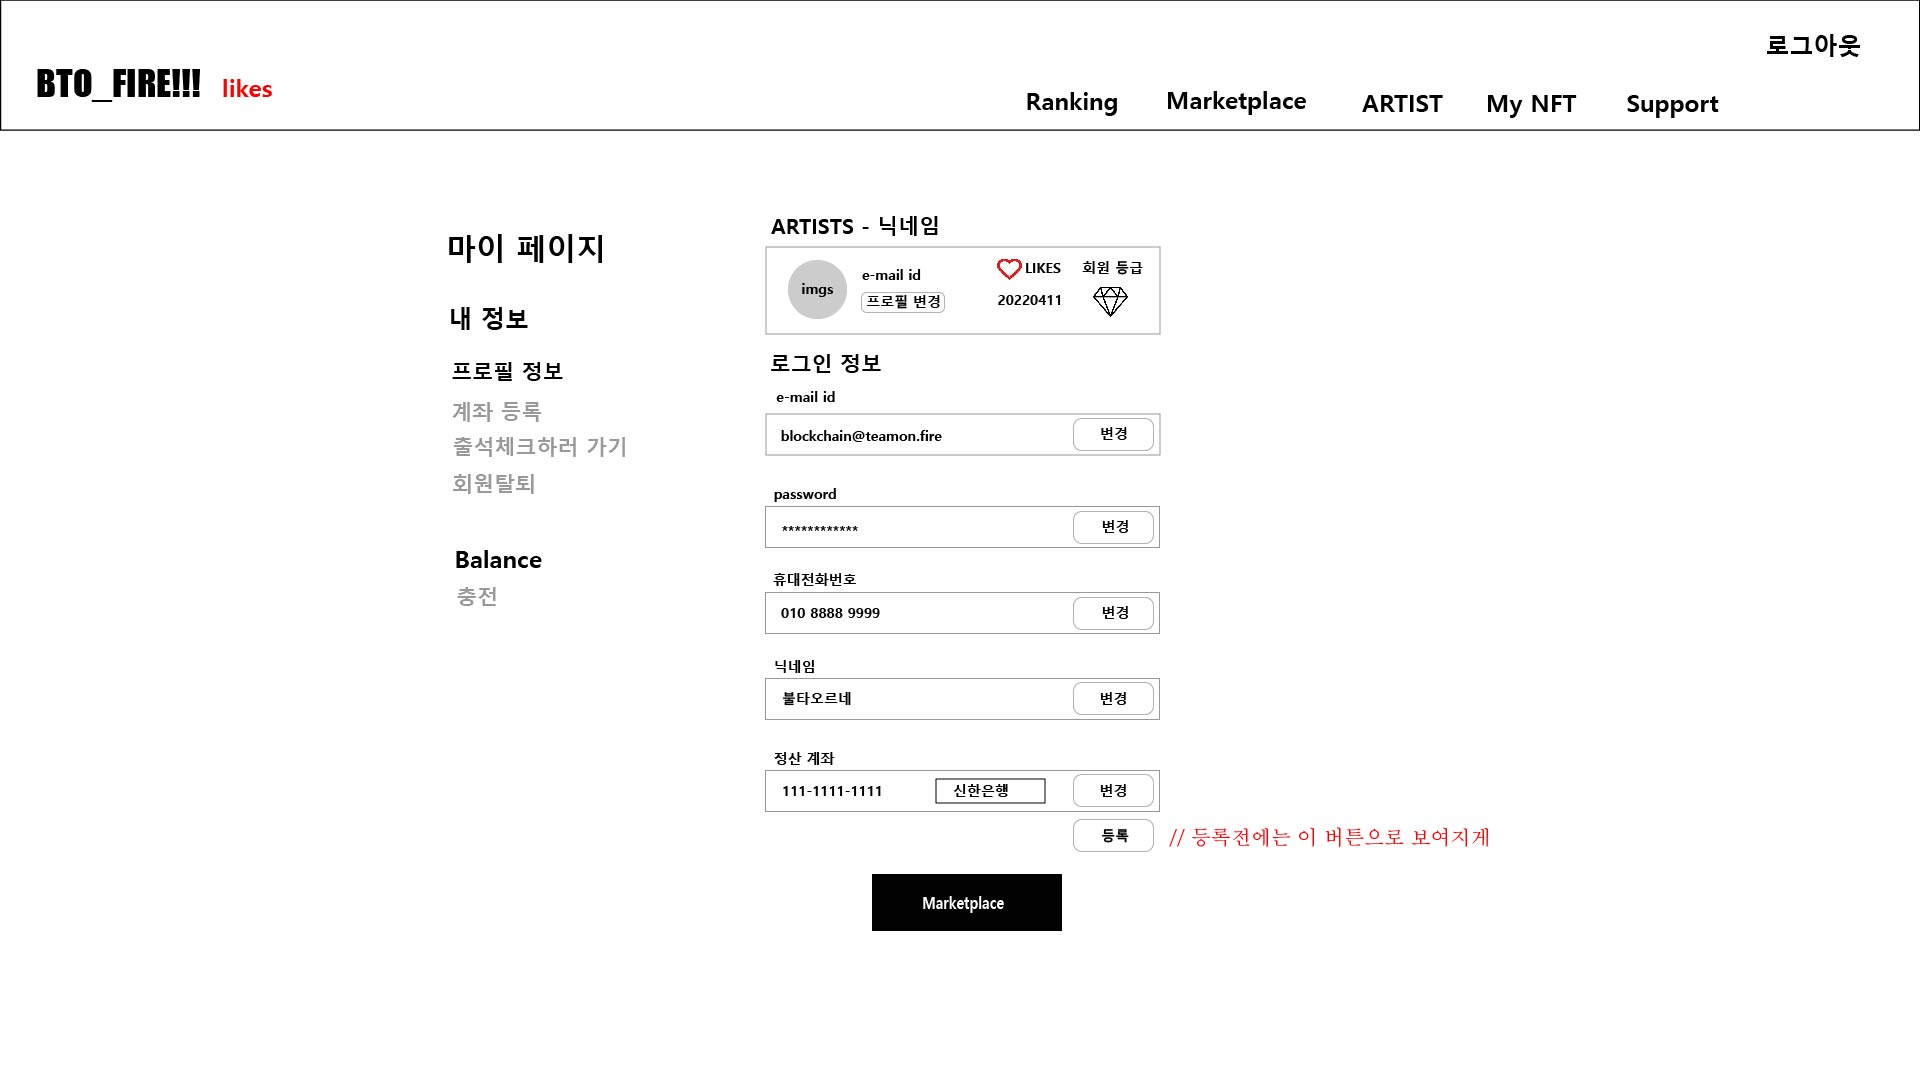 로그아웃
BTO_FIRE!!! likes
Ranking Marketplace ARTIST My NFT Support
마이 페이지
내 정보
프로필 정보
계좌 등록
출석체크하러 가기
회원탈퇴
Balance
충전
ARTISTS - 닉네임
imgs
e-mail id
프로필 변경
LIKES
20220411
회원 등급
로그인 정보
e-mail id
blockchain@teamon.fire 변경
password
************ 변경
휴대전화번호
010 8888 9999 변경
닉네임
불타오르네 변경
정산 계좌
111-1111-1111 신한은행 변경
등록 // 등록전에는 이 버튼으로 보여지게
Marketplace